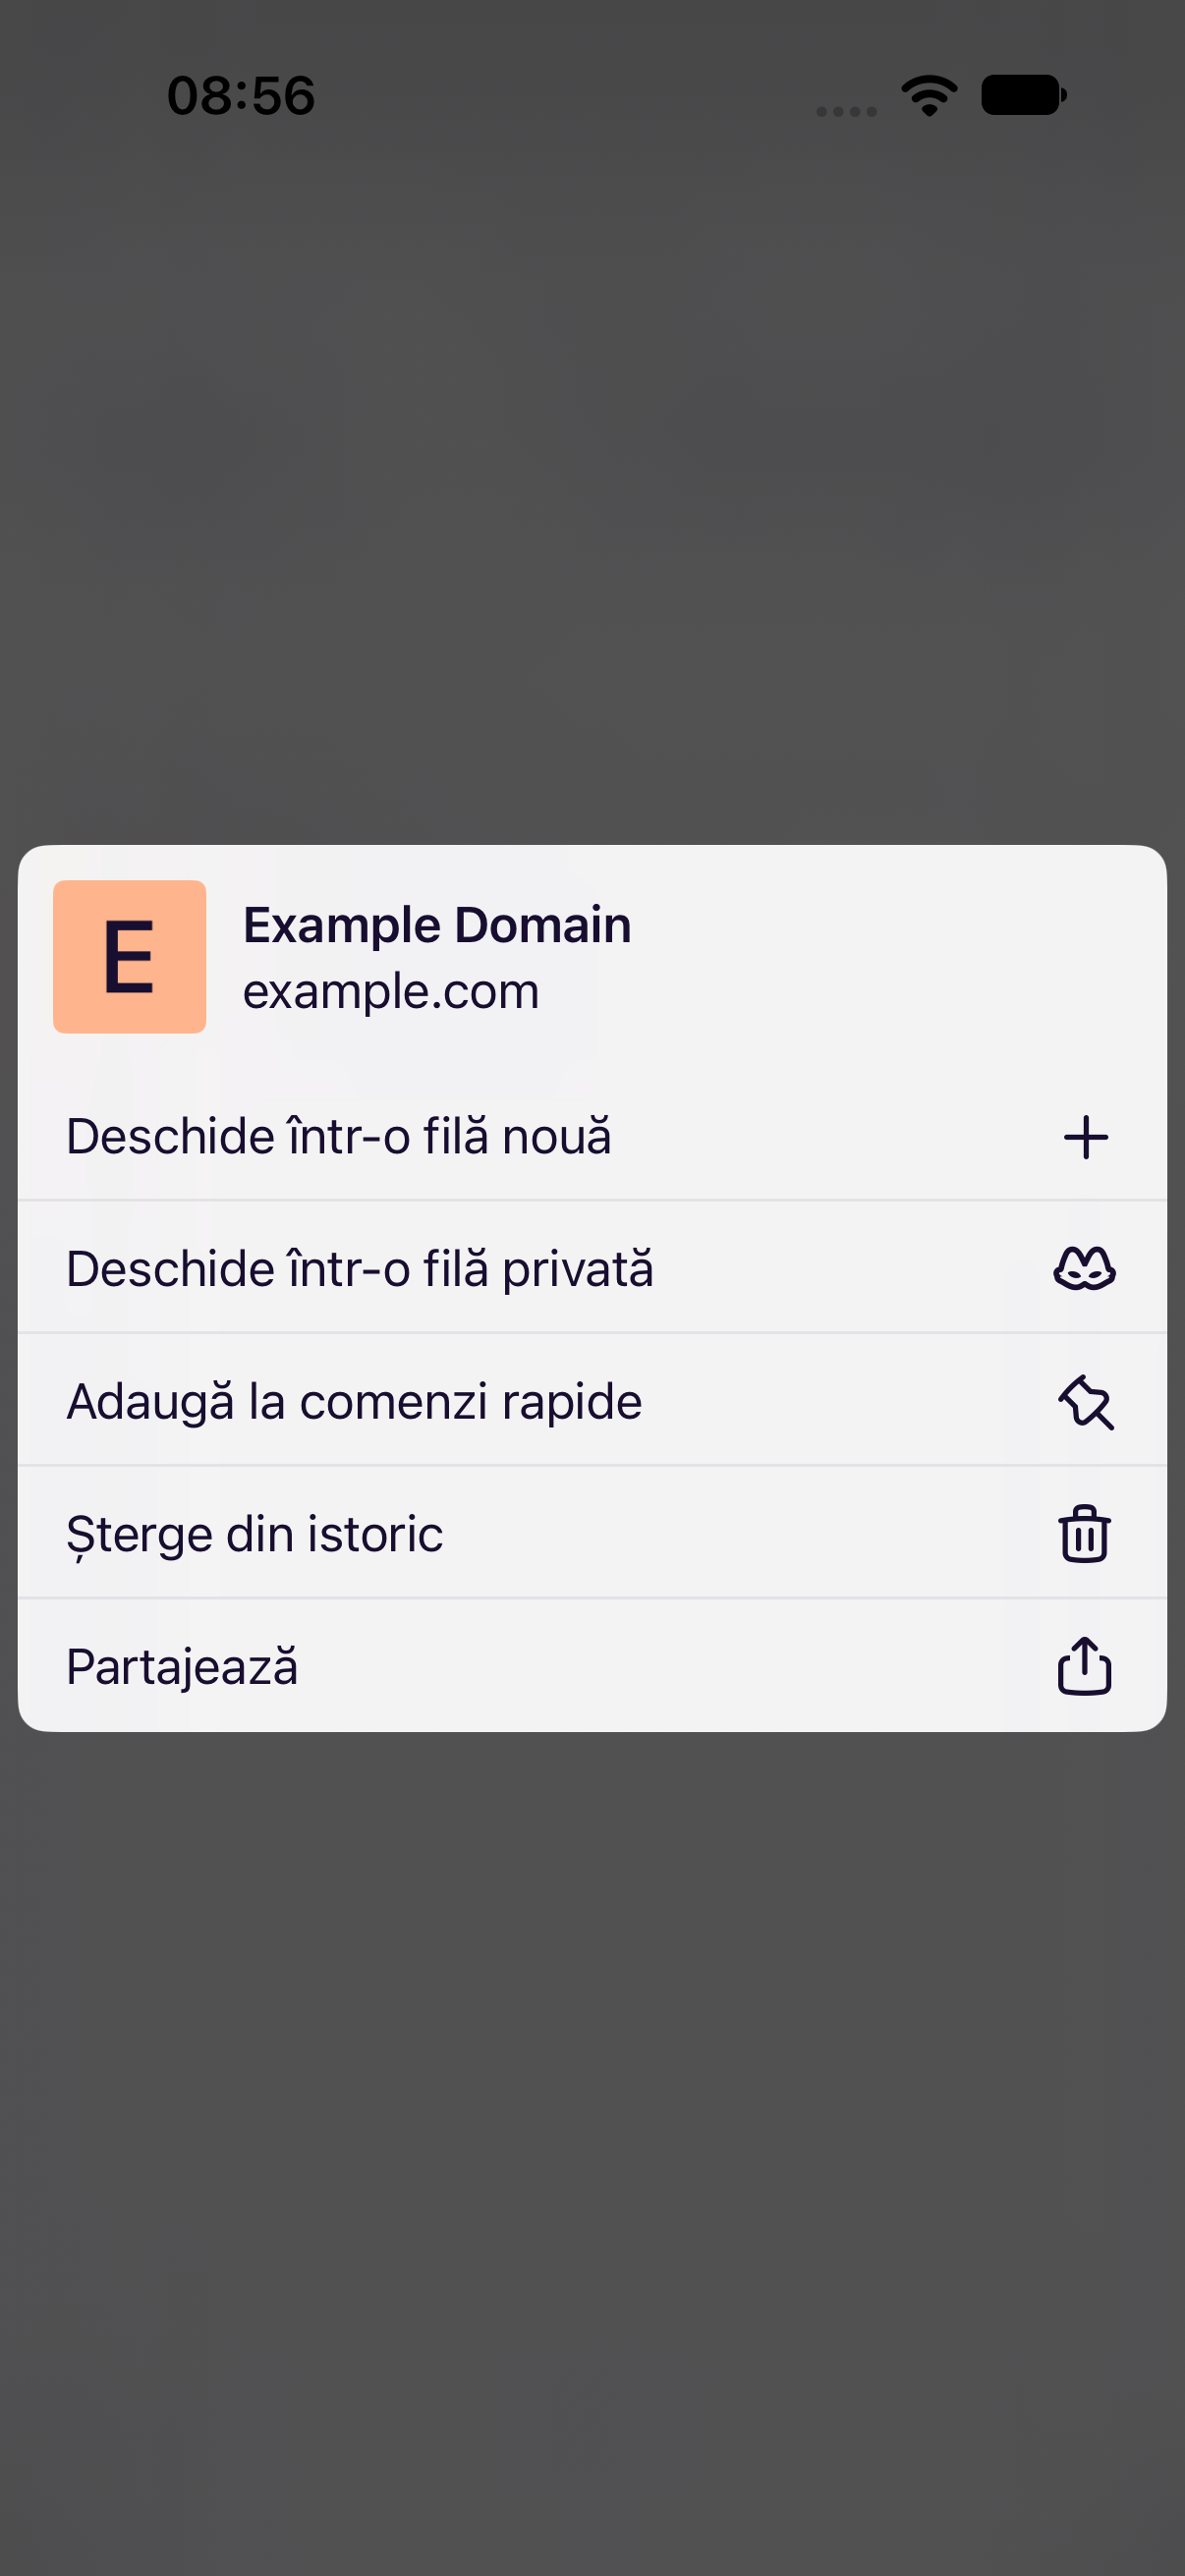 08:56
E
Example Domain
example.com
Deschide într-o filă nouă
Deschide într-o filă privată
Adaugă la comenzi rapide
Șterge din istoric
Partajează